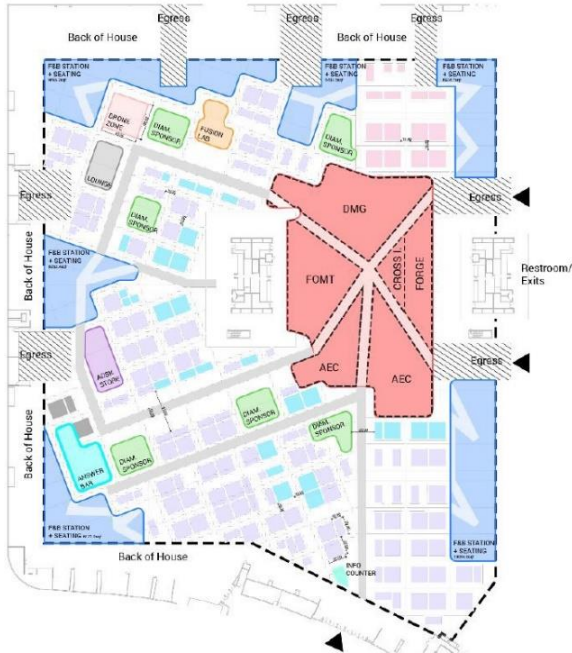 Egress
Egress
Egress
Back of House
Back of House
F&B STATION
+ SEATING
F&B STATION
+ SEATING
F&B STATION
+ SEATING
DRONE
ZONE
DIAM.
SPONSOR
FUSION
LAB
DIAM.
SPONSOR
LOUNGE
Egress
DIAM.
SPONSOR
DMG
Egress
Back of House
F&B STATION
+ SEATING
FOMT
CROSS
FORGE
Restroom/
Exits
Egress
ADSK
STORE
AEC
AEC
Egress
Back of House
ANSWER
BAR
DIAM.
SPONSOR
DIAM.
SPONSOR
DIAM.
SPONSOR
F&B STATION
+ SEATING
F&B STATION
+ SEATING
Back of House
INFO
COUNTER